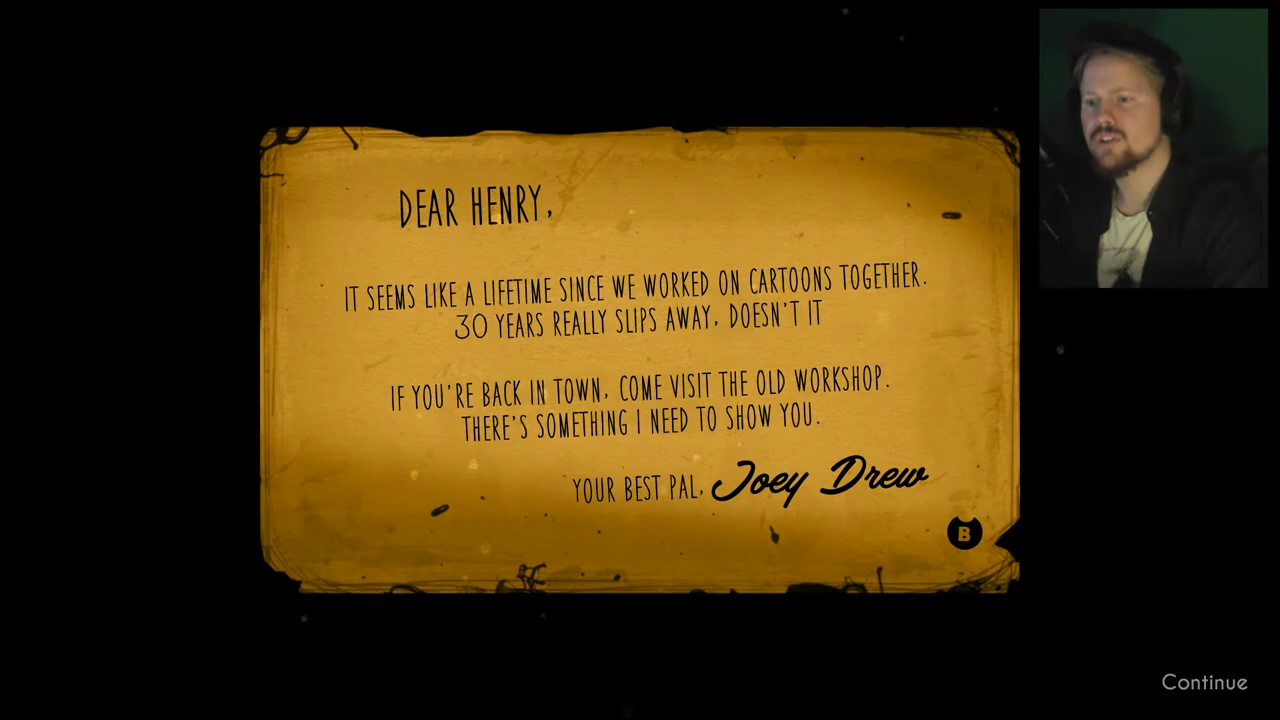 DEAR HENRY,
IT SEEMS LIKE A LIFETIME SINCE WE WORKED ON CARTOONS TOGETHER.
30 YEARS REALLY SLIPS AWAY, DOESN'T IT
IF YOU'RE BACK IN TOWN, COME VISIT THE OLD WORKSHOP.
THERE'S SOMETHING I NEED TO SHOW YOU.
YOUR BEST PAL, Joey Drew
B
Continue